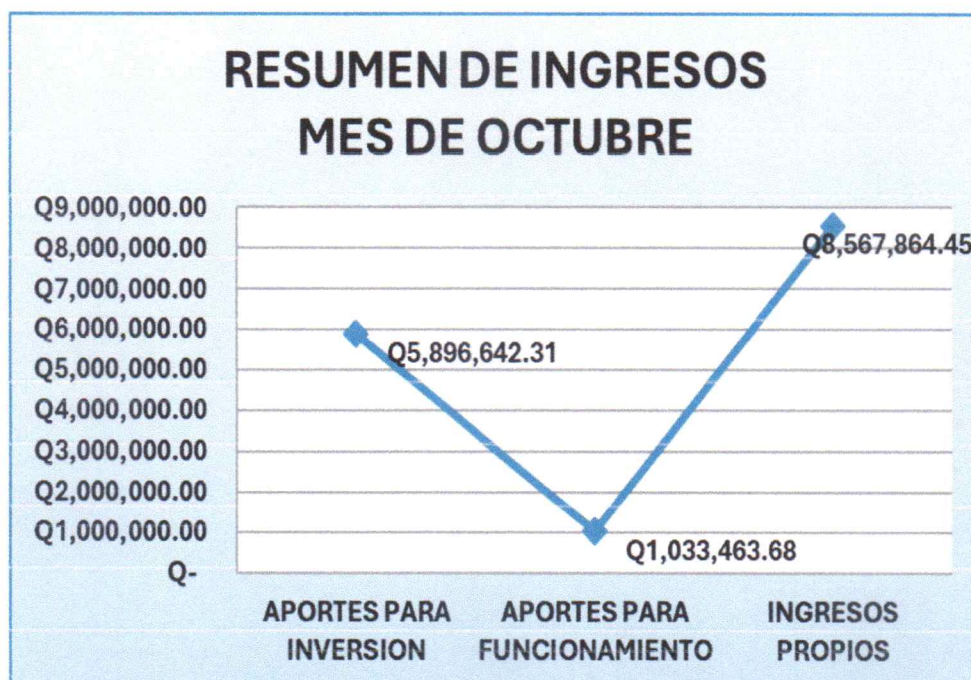 RESUMEN DE INGRESOS
MES DE OCTUBRE
Q9,000,000.00
Q8,000,000.00
Q7,000,000.00
Q6,000,000.00
Q5,000,000.00
Q4,000,000.00
Q3,000,000.00
Q2,000,000.00
Q1,000,000.00
Q-
Q8,567,864.45
Q5,896,642.31
Q1,033,463.68
APORTES PARA
INVERSION
APORTES PARA
FUNCIONAMIENTO
INGRESOS
PROPIOS